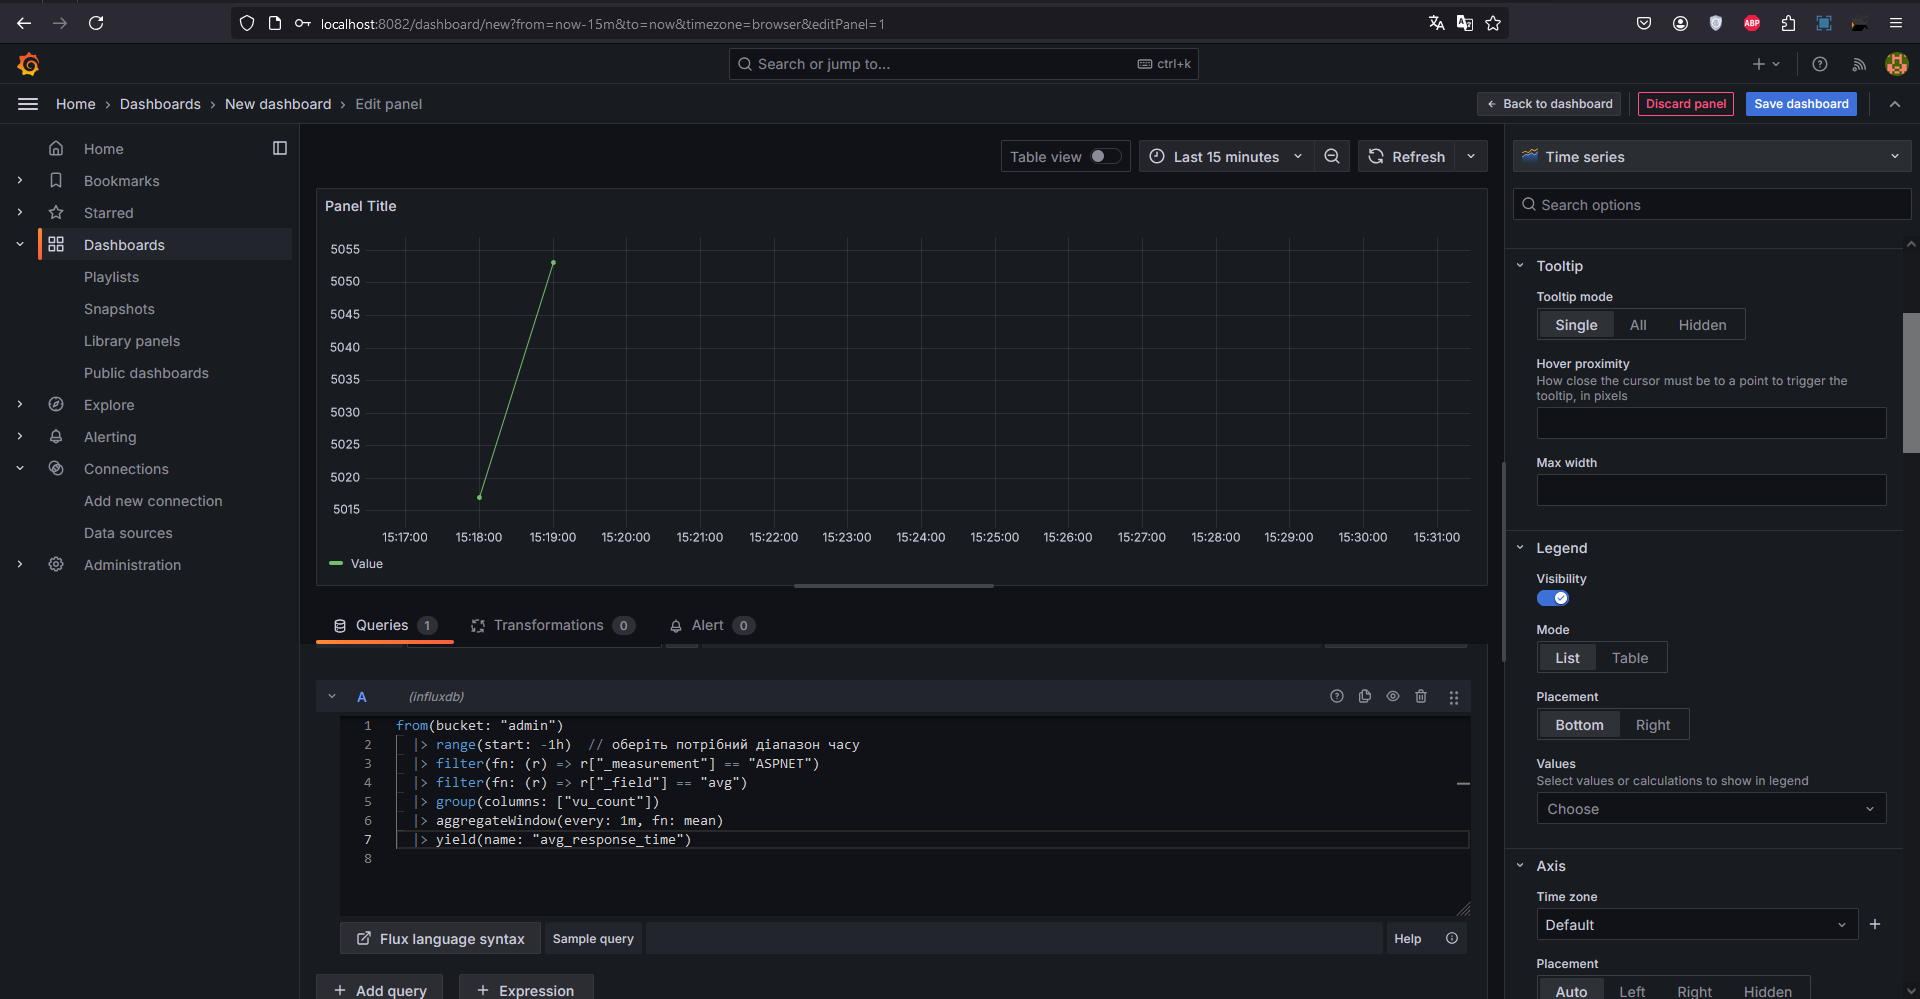 localhost:8082/dashboard/new?from=now-15m&to=now&timezone=browser&editPanel=1
ABP
Search or jump to...
ctrl+k
Home
Dashboards
New dashboard
Edit panel
Back to dashboard
Discard panel
Save dashboard
Home
Bookmarks
Starred
Dashboards
Playlists
Snapshots
Library panels
Public dashboards
Explore
Alerting
Connections
Add new connection
Data sources
Administration
Table view
Last 15 minutes
Refresh
Panel Title
5055
5050
5045
5040
5035
5030
5025
5020
5015
15:17:00 15:18:00 15:19:00 15:20:00 15:21:00 15:22:00 15:23:00 15:24:00 15:25:00 15:26:00 15:27:00 15:28:00 15:29:00 15:30:00 15:31:00
Value
Queries 1
Transformations 0
Alert 0
A (influxdb)
1 from(bucket: "admin")
2 |> range(start: -1h)  // оберіть потрібний діапазон часу
3 |> filter(fn: (r) => r["_measurement"] == "ASPNET")
4 |> filter(fn: (r) => r["_field"] == "avg")
5 |> group(columns: ["vu_count"])
6 |> aggregateWindow(every: 1m, fn: mean)
7 |> yield(name: "avg_response_time")
8
Flux language syntax
Sample query
Help
+ Add query
+ Expression
Time series
Search options
Tooltip
Tooltip mode
Single All Hidden
Hover proximity
How close the cursor must be to a point to trigger the
tooltip, in pixels
Max width
Legend
Visibility
Mode
List Table
Placement
Bottom Right
Values
Select values or calculations to show in legend
Choose
Axis
Time zone
Default
Placement
Auto Left Right Hidden